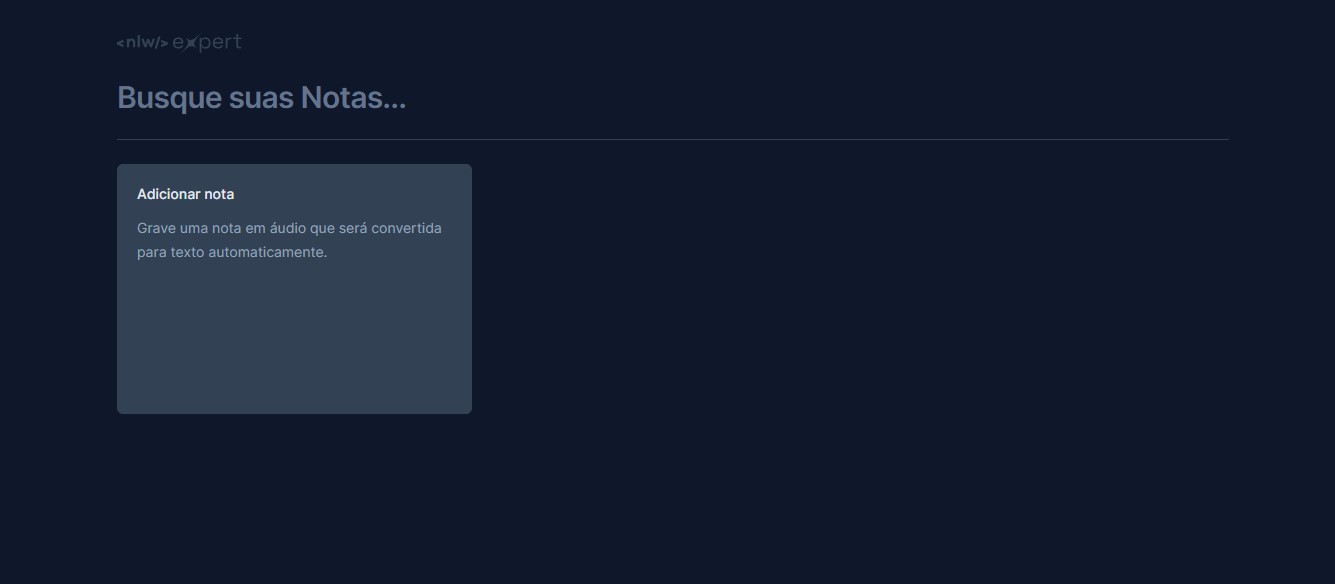 <nlw/> expert
Busque suas Notas...
Adicionar nota
Grave uma nota em áudio que será convertida
para texto automaticamente.